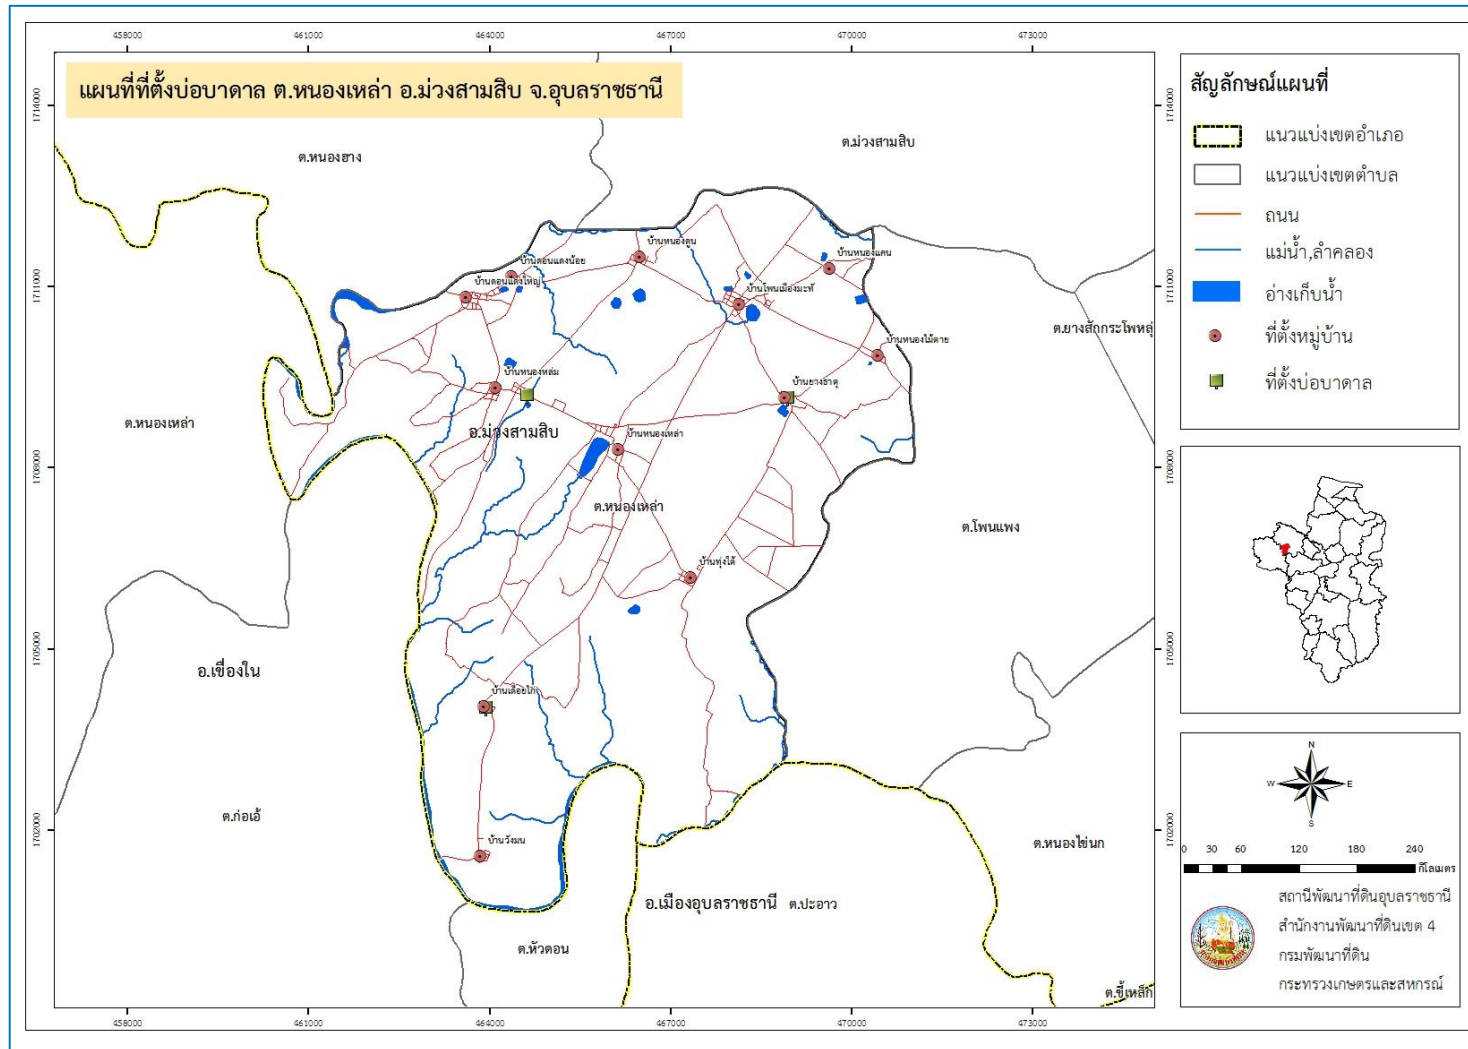 458000 461000 464000 467000 470000 473000
แผนที่ที่ตั้งบ่อบาดาล ต.หนองเหล่า อ.ม่วงสามสิบ จ.อุบลราชธานี
1714000 1714000
ต.หนองฮาง
ต.ม่วงสามสิบ
บ้านหนองคูน
บ้านหนองแคน
บ้านดอนแดงน้อย
บ้านดอนแดงใหญ่
บ้านโพนเมืองมะทัน
1711000 1711000
ต.ยางสักกระโพหลุ่ม
บ้านหนองไม้ตาย
บ้านหนองหล่ม
บ้านยางธาตุ
ต.หนองเหล่า
อ.ม่วงสามสิบ
บ้านหนองเหล่า
1708000 1708000
ต.หนองเหล่า
ต.โพนแพง
บ้านทุ่งใต้
1705000 1705000
อ.เขื่องใน
บ้านเดือยไก่
ต.ก่อเอ้
1702000 1702000
บ้านวังมน
ต.หนองไข่นก
อ.เมืองอุบลราชธานี ต.ปะอาว
ต.หัวดอน
ต.ขี้เหล็ก
458000 461000 464000 467000 470000 473000
สัญลักษณ์แผนที่
แนวแบ่งเขตอำเภอ
แนวแบ่งเขตตำบล
ถนน
แม่น้ำ,ลำคลอง
อ่างเก็บน้ำ
ที่ตั้งหมู่บ้าน
ที่ตั้งบ่อบาดาล
N
W E
S
0 30 60 120 180 240
กิโลเมตร
สถานีพัฒนาที่ดินอุบลราชธานี
สำนักงานพัฒนาที่ดินเขต 4
กรมพัฒนาที่ดิน
กระทรวงเกษตรและสหกรณ์